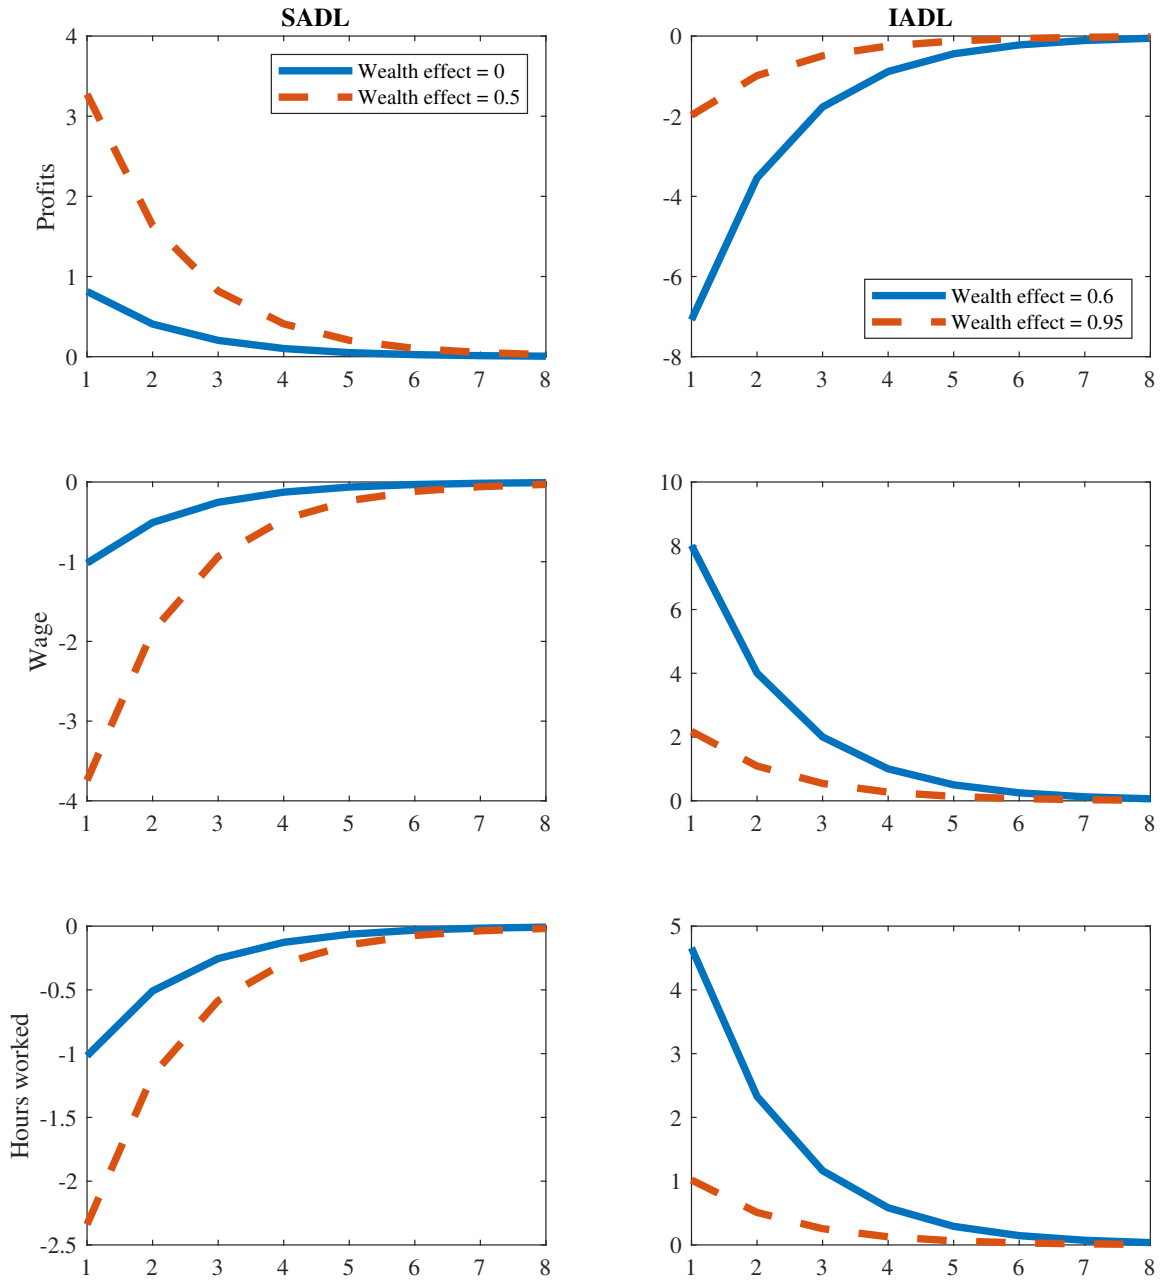 SADL
4
3
2
1
0
Profits
Wealth effect = 0
Wealth effect = 0.5
1 2 3 4 5 6 7 8
IADL
0
-2
-4
-6
-8
Wealth effect = 0.6
Wealth effect = 0.95
1 2 3 4 5 6 7 8
0
-1
-2
-3
-4
Wage
1 2 3 4 5 6 7 8
10
8
6
4
2
0
1 2 3 4 5 6 7 8
0
-0.5
-1
-1.5
-2
-2.5
Hours worked
1 2 3 4 5 6 7 8
5
4
3
2
1
0
1 2 3 4 5 6 7 8